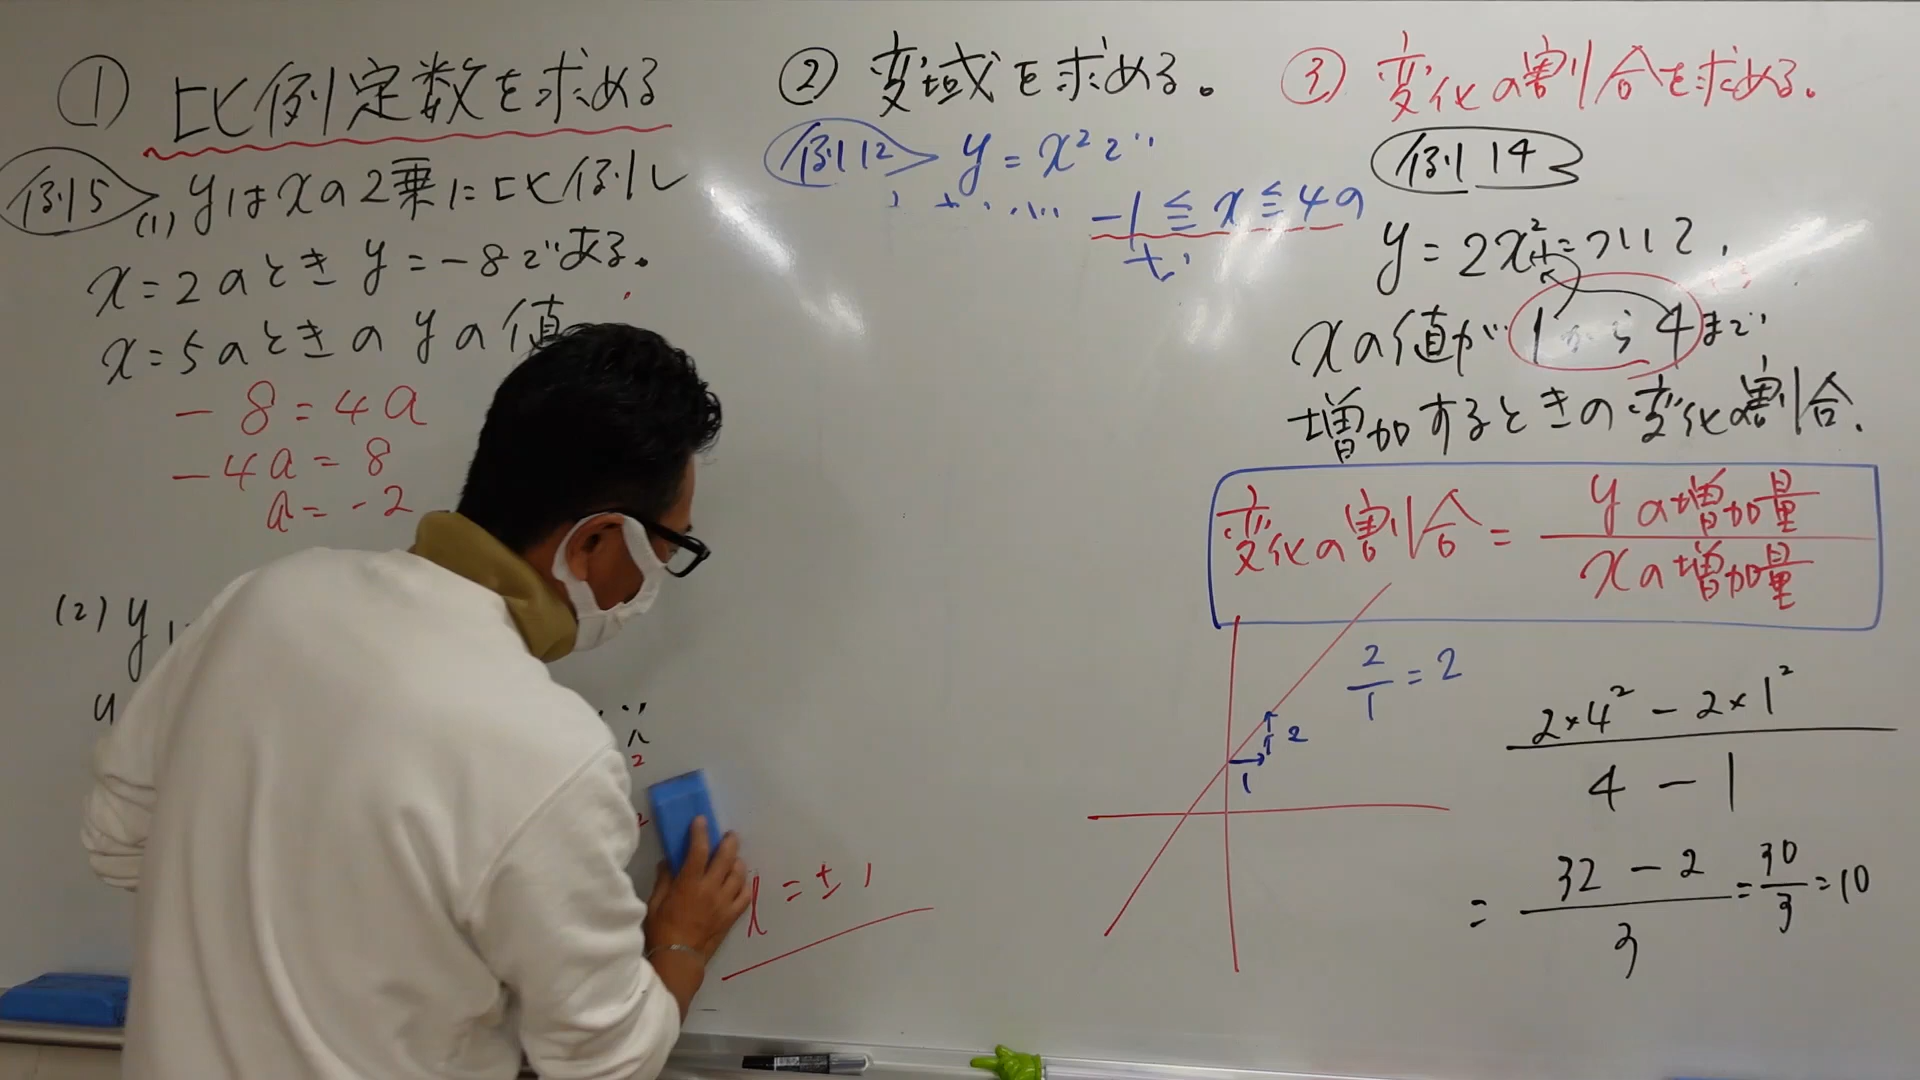 ① 比例定数を求める
例15
(1) yはxの2乗に比例し
x=2のとき y=-8である。
x=5のときのyの値
-8=4a
-4a=8
a=-2
(2) y
② 変域を求める。
例12 y=x²で
-1≦x≦4の
x=±1
③ 変化の割合を求める。
例14
y=2x²について、
xの値が1から4まで
増加するときの変化の割合.
変化の割合 = yの増加量/xの増加量
2/1=2
2
1
(2×4²-2×1²)/(4-1)
=(32-2)/3=30/3=10